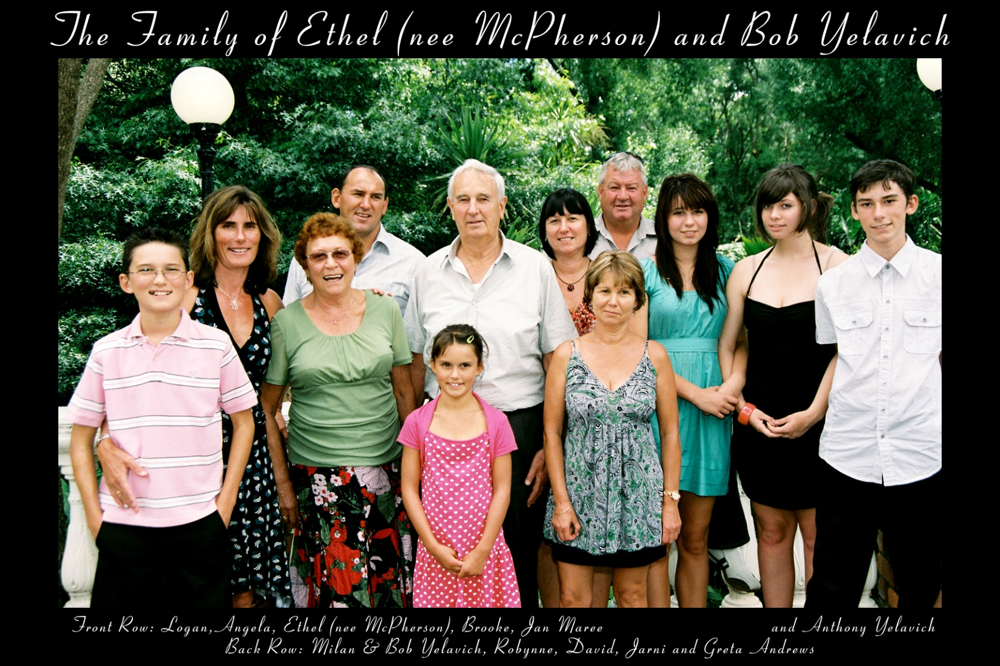 The Family of Ethel (nee McPherson) and Bob Yelavich
Front Row: Logan, Angela, Ethel (nee McPherson), Brooke, Jan Maree and Anthony Yelavich
Back Row: Milan & Bob Yelavich, Robynne, David, Jarni and Greta Andrews